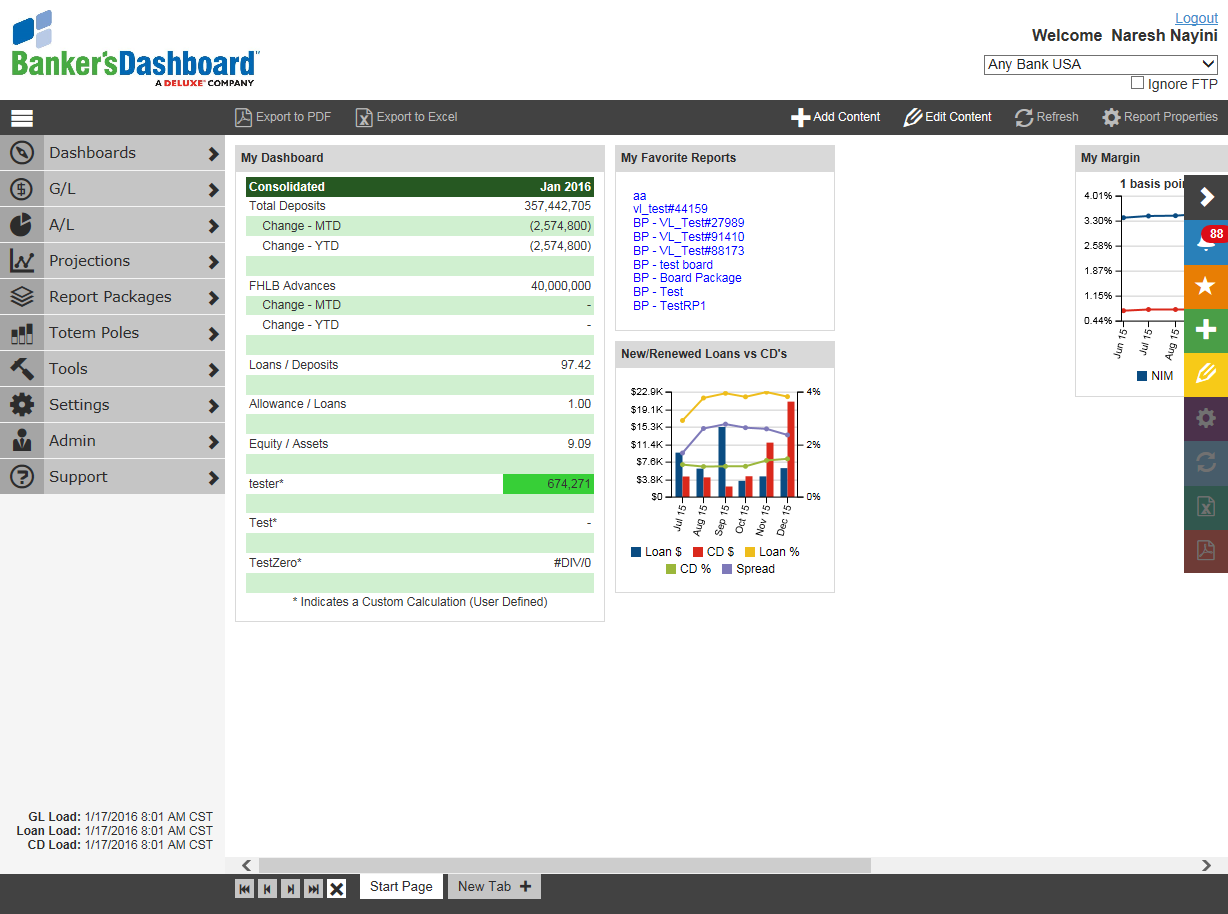 Logout
Banker'sDashboard
A DELUXE COMPANY
Welcome Naresh Nayini
Any Bank USA
Ignore FTP
Export to PDF Export to Excel Add Content Edit Content Refresh Report Properties
Dashboards
G/L
A/L
Projections
Report Packages
Totem Poles
Tools
Settings
Admin
Support
GL Load: 1/17/2016 8:01 AM CST
Loan Load: 1/17/2016 8:01 AM CST
CD Load: 1/17/2016 8:01 AM CST
My Dashboard
Consolidated Jan 2016
Total Deposits 357,442,705
Change - MTD (2,574,800)
Change - YTD (2,574,800)
FHLB Advances 40,000,000
Change - MTD -
Change - YTD -
Loans / Deposits 97.42
Allowance / Loans 1.00
Equity / Assets 9.09
tester* 674,271
Test* -
TestZero* #DIV/0
* Indicates a Custom Calculation (User Defined)
My Favorite Reports
aa
vl_test#44159
BP - VL_Test#27989
BP - VL_Test#91410
BP - VL_Test#88173
BP - test board
BP - Board Package
BP - Test
BP - TestRP1
New/Renewed Loans vs CD's
$22.9K 4%
$19.1K
$15.3K
$11.4K 2%
$7.6K
$3.8K
$0 0%
Jul 15 Aug 15 Sep 15 Oct 15 Nov 15 Dec 15
Loan $ CD $ Loan %
CD % Spread
My Margin
1 basis poi
4.01%
3.30%
2.58%
1.87%
1.15%
0.44%
Jun 15 Jul 15 Aug 15
NIM
88
Start Page New Tab